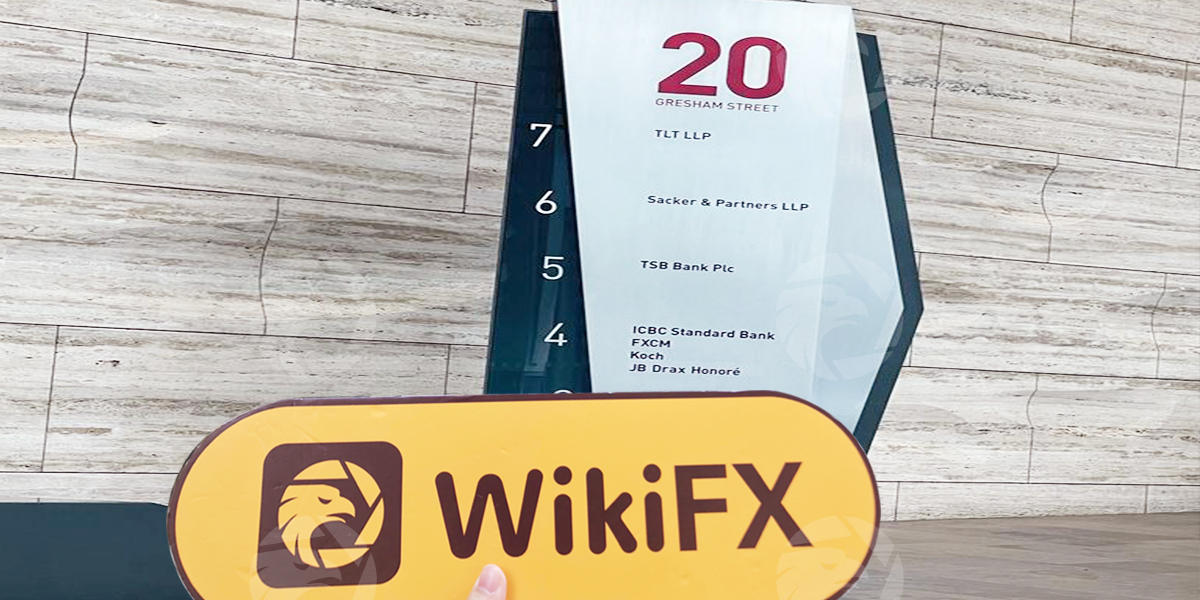 20
GRESHAM STREET
7 TLT LLP
6 Sacker & Partners LLP
5 TSB Bank Plc
4 ICBC Standard Bank
FXCM
Koch
JB Drax Honoré
WikiFX